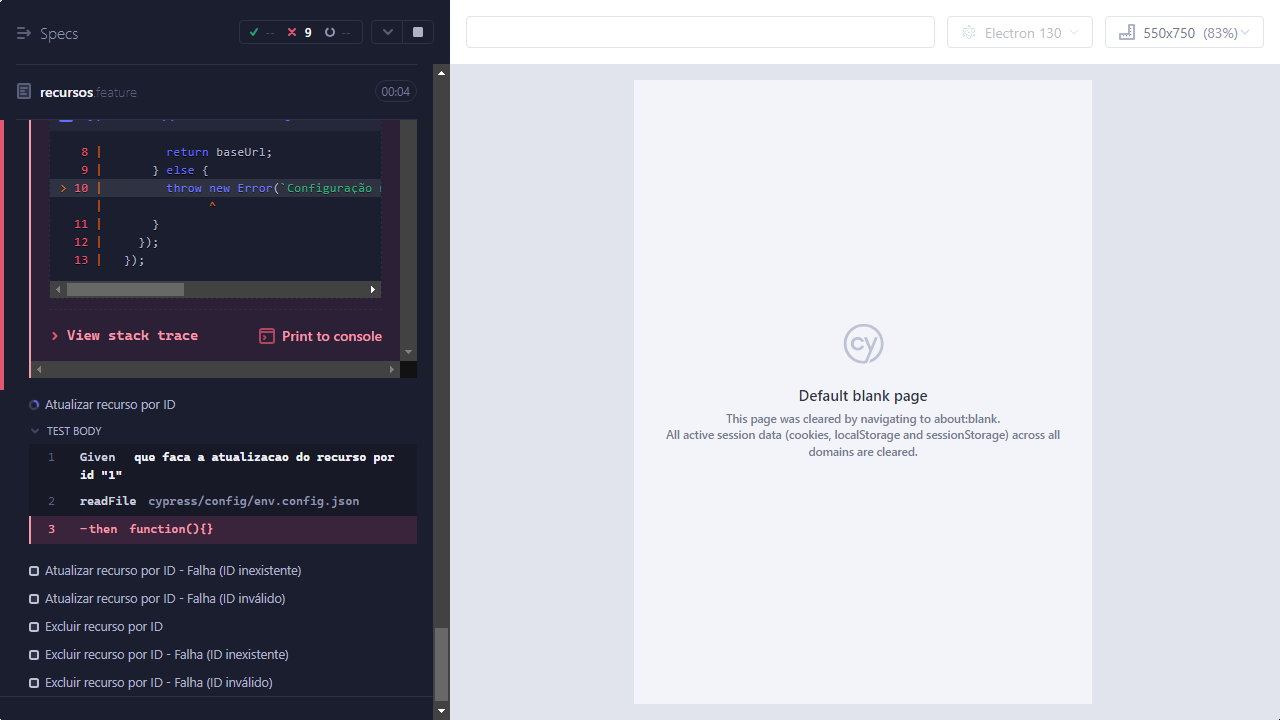 Specs
-- 9 --
Electron 130
550x750 (83%)
recursos.feature
00:04
8 | return baseUrl;
9 | } else {
> 10 | throw new Error(`Configuração
| ^
11 | }
12 | });
13 | });
View stack trace
Print to console
Atualizar recurso por ID
TEST BODY
1 Given que faca a atualizacao do recurso por
id "1"
2 readFile cypress/config/env.config.json
3 -then function(){}
Atualizar recurso por ID - Falha (ID inexistente)
Atualizar recurso por ID - Falha (ID inválido)
Excluir recurso por ID
Excluir recurso por ID - Falha (ID inexistente)
Excluir recurso por ID - Falha (ID inválido)
cy
Default blank page
This page was cleared by navigating to about:blank.
All active session data (cookies, localStorage and sessionStorage) across all
domains are cleared.